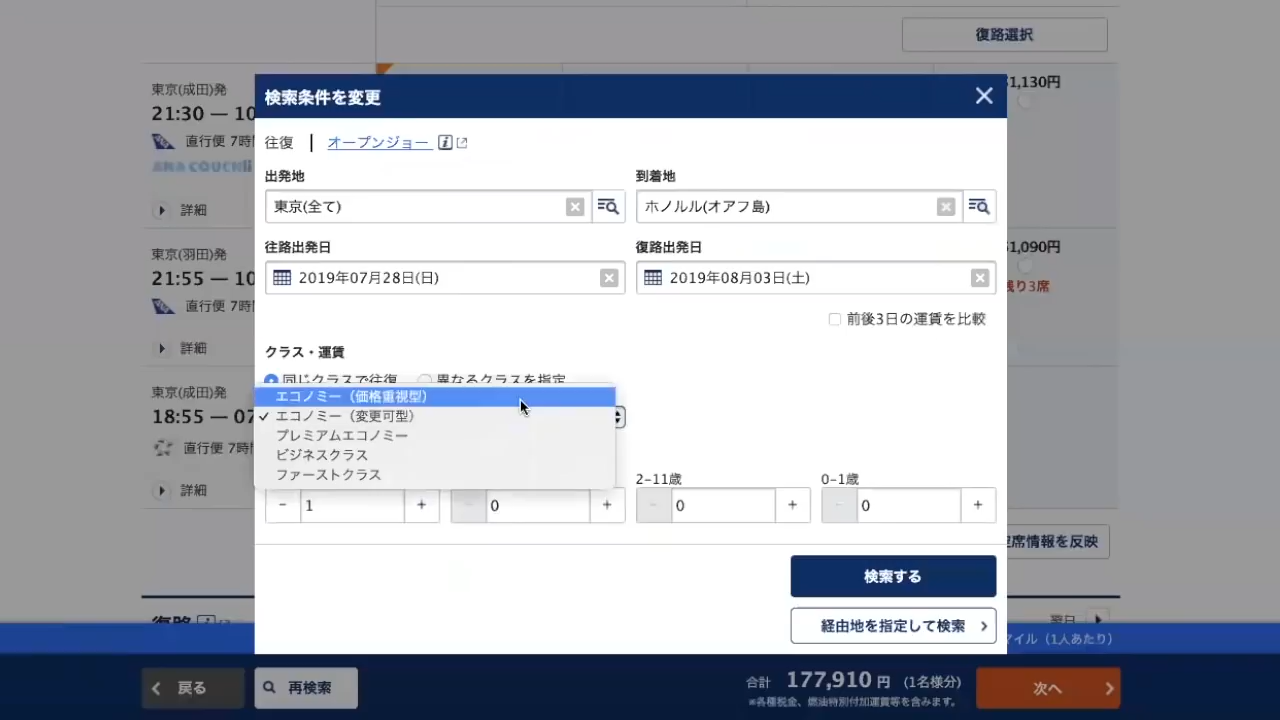 復路選択
東京(成田)発
21:30 — 10
直行便 7時
ANA COUCHii
詳細
1,130円
東京(羽田)発
21:55 — 10
直行便 7時
詳細
1,090円
残り3席
東京(成田)発
18:55 — 07
直行便 7時
詳細
検索条件を変更
往復
オープンジョー
出発地
到着地
東京(全て)
ホノルル(オアフ島)
往路出発日
復路出発日
2019年07月28日(日)
2019年08月03日(土)
前後3日の運賃を比較
クラス・運賃
同じクラスで往復
異なるクラスを指定
エコノミー（価格重視型）
✓ エコノミー（変更可型）
プレミアムエコノミー
ビジネスクラス
ファーストクラス
2-11歳
0-1歳
− 1 +
− 0 +
− 0 +
− 0 +
検索する
経由地を指定して検索
席情報を反映
復路
翌日
マイル（1人あたり）
戻る
再検索
合計 177,910 円 （1名様分）
※各種税金、燃油特別付加運賃等を含みます。
次へ